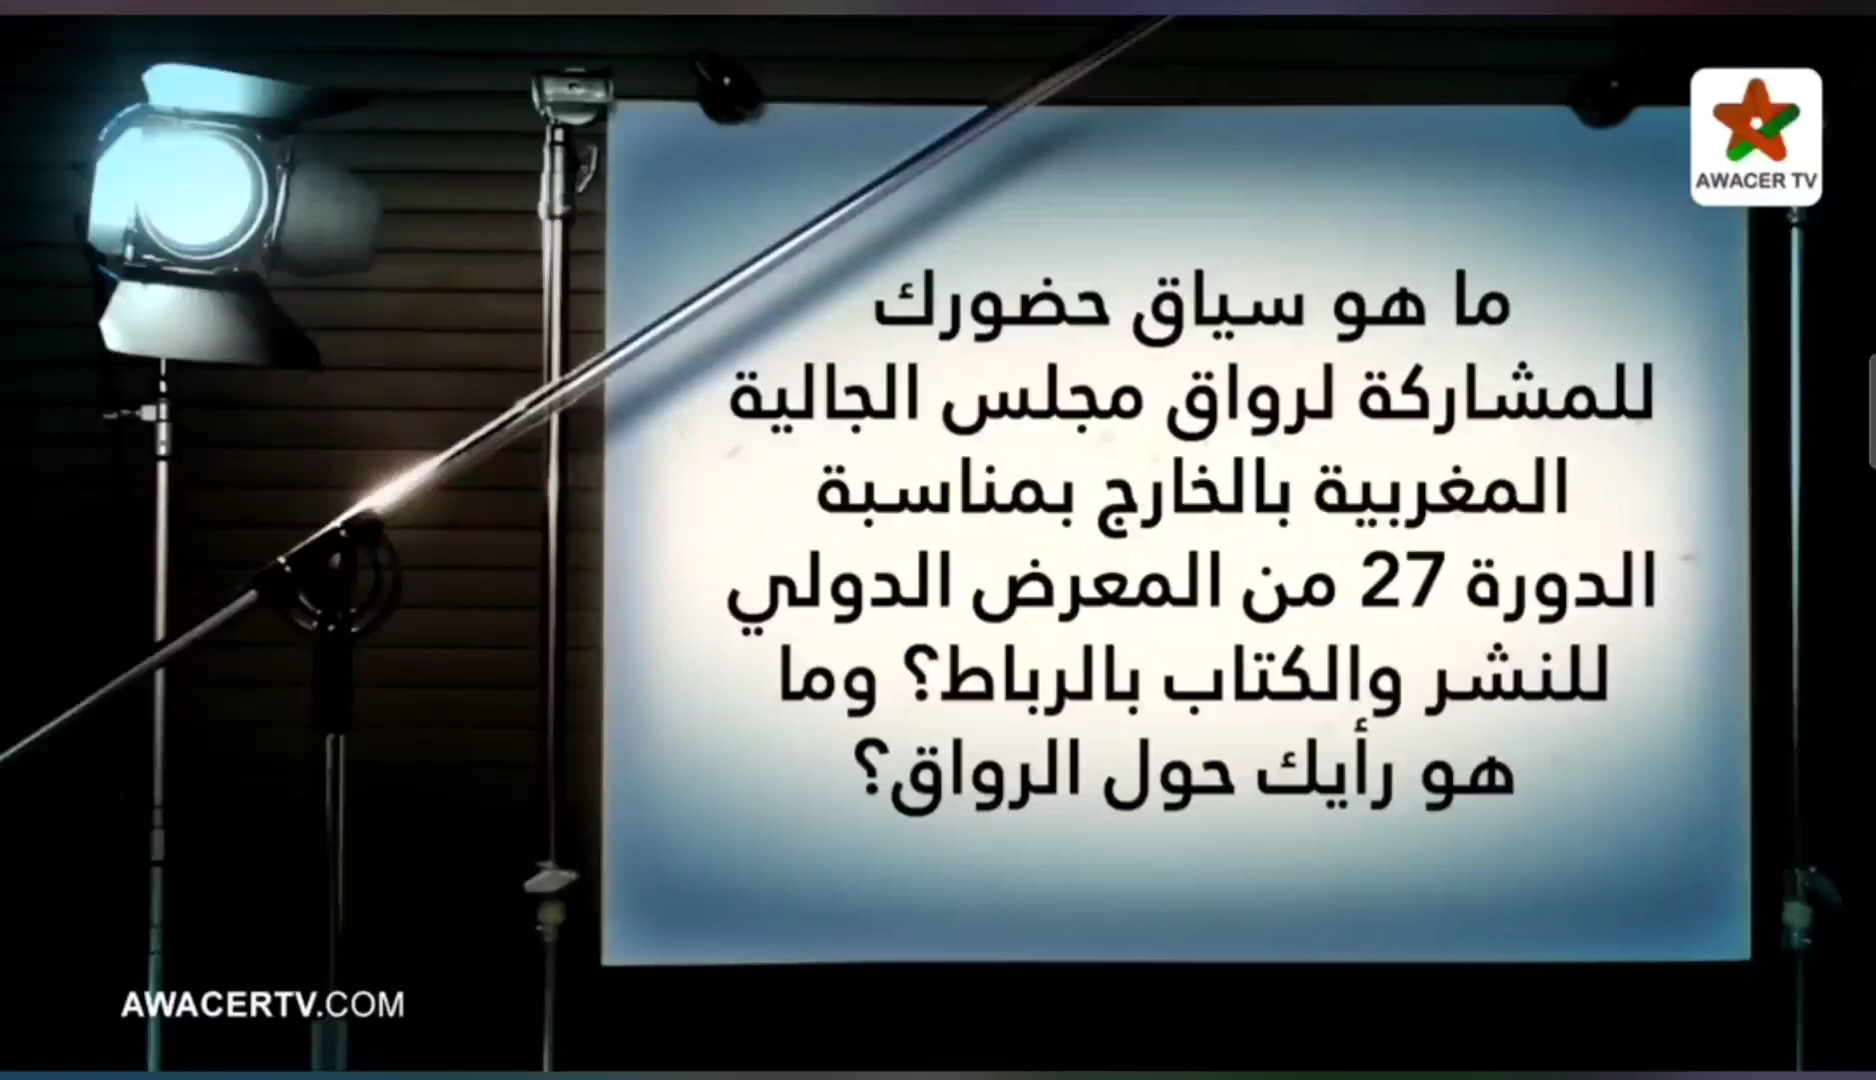 AWACER TV
ما هو سياق حضورك
للمشاركة لرواق مجلس الجالية
المغربية بالخارج بمناسبة
الدورة 27 من المعرض الدولي
للنشر والكتاب بالرباط؟ وما
هو رأيك حول الرواق؟
AWACERTV.COM